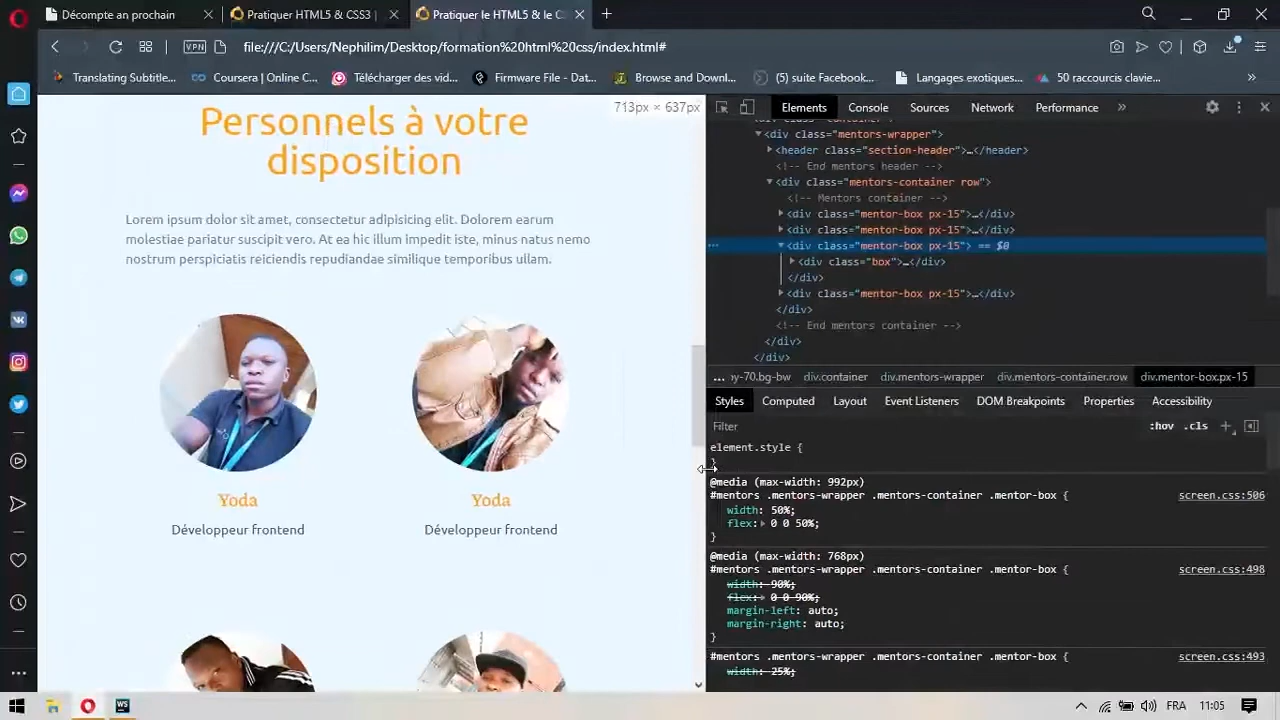 Décompte an prochain
Personnels HTML5 & CSS3 |
Pratiquer le HTML5 & le C
VPN
file:///C:/Users/Nephilim/Desktop/formation%20html%20css/index.html#
Translating Subtitle...
Coursera | Online C...
Télécharger des vid...
Firmware File - Dat...
Browse and Downl...
(5) suite Facebook...
Langages exotiques...
50 raccourcis clavie...
»
Personnels à votre
disposition
713px × 637px
Lorem ipsum dolor sit amet, consectetur adipisicing elit. Dolorem earum
molestiae pariatur suscipit vero. At ea hic illum impedit iste, minus natus nemo
nostrum perspiciatis reiciendis repudiandae similique temporibus ullam.
Yoda
Développeur frontend
Yoda
Développeur frontend
Elements
Console
Sources
Network
Performance
»
<div class="mentors-wrapper">
<header class="section-header">…</header>
<!-- End mentors header -->
<div class="mentors-container row">
<!-- Mentors container -->
<div class="mentor-box px-15">…</div>
<div class="mentor-box px-15">…</div>
<div class="mentor-box px-15"> == $0
<div class="box">…</div>
</div>
<div class="mentor-box px-15">…</div>
</div>
<!-- End mentors container -->
</div>
</div>
... ıy-70.bg-bw div.container div.mentors-wrapper div.mentors-container.row div.mentor-box.px-15
Styles Computed Layout Event Listeners DOM Breakpoints Properties Accessibility
Filter :hov .cls +
element.style {
}
@media (max-width: 992px)
#mentors .mentors-wrapper .mentors-container .mentor-box { screen.css:506
width: 50%;
flex: 0 0 50%;
}
@media (max-width: 768px)
#mentors .mentors-wrapper .mentors-container .mentor-box { screen.css:498
width: 90%;
flex: 0 0 90%;
margin-left: auto;
margin-right: auto;
}
#mentors .mentors-wrapper .mentors-container .mentor-box { screen.css:493
width: 25%;
WS
FRA
11:05